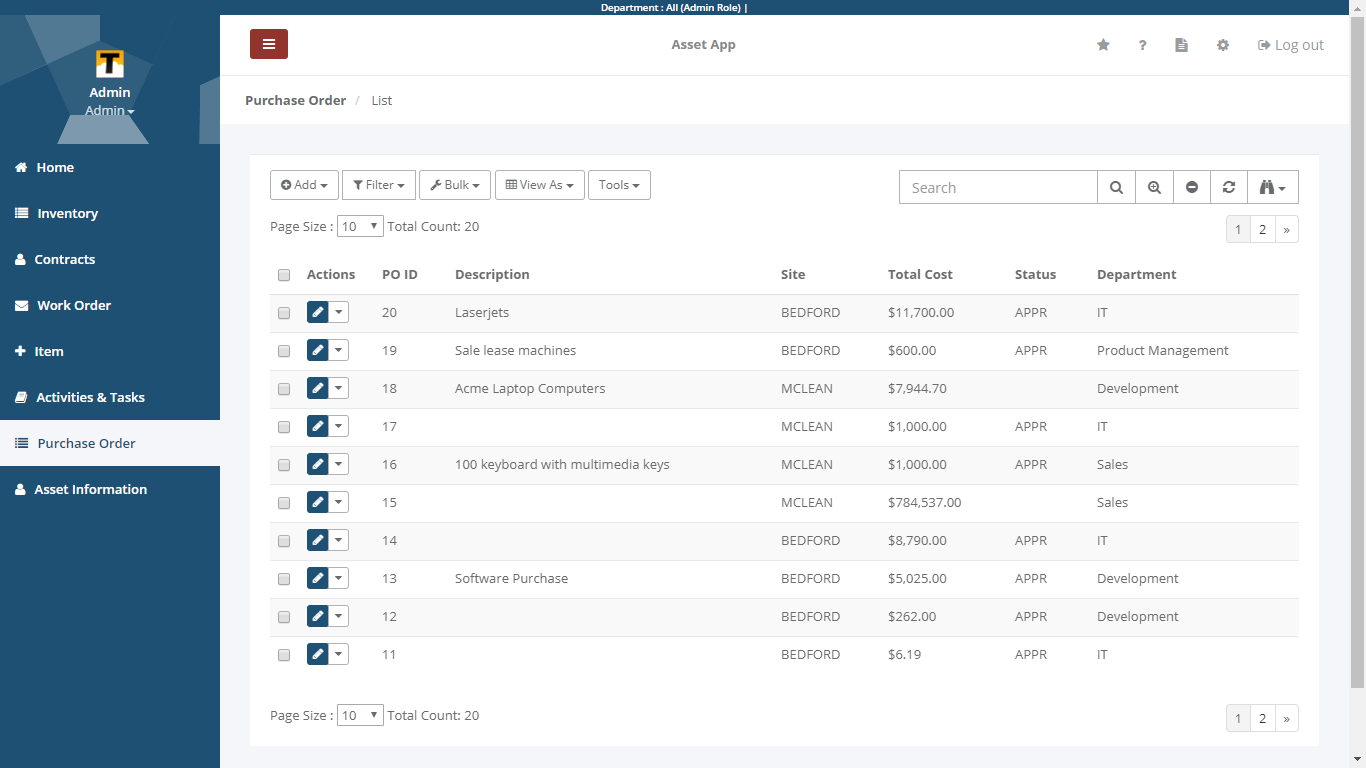 Department : All (Admin Role) |
T
Admin
Admin
Home
Inventory
Contracts
Work Order
Item
Activities & Tasks
Purchase Order
Asset Information
Asset App
?
Log out
Purchase Order / List
Add Filter Bulk View As Tools Search
Page Size : 10 Total Count: 20 1 2 »
Actions PO ID Description Site Total Cost Status Department
20 Laserjets BEDFORD $11,700.00 APPR IT
19 Sale lease machines BEDFORD $600.00 APPR Product Management
18 Acme Laptop Computers MCLEAN $7,944.70 APPR Development
17 MCLEAN $1,000.00 APPR IT
16 100 keyboard with multimedia keys MCLEAN $1,000.00 APPR Sales
15 MCLEAN $784,537.00 Sales
14 BEDFORD $8,790.00 APPR IT
13 Software Purchase BEDFORD $5,025.00 APPR Development
12 BEDFORD $262.00 APPR Development
11 BEDFORD $6.19 APPR IT
Page Size : 10 Total Count: 20 1 2 »